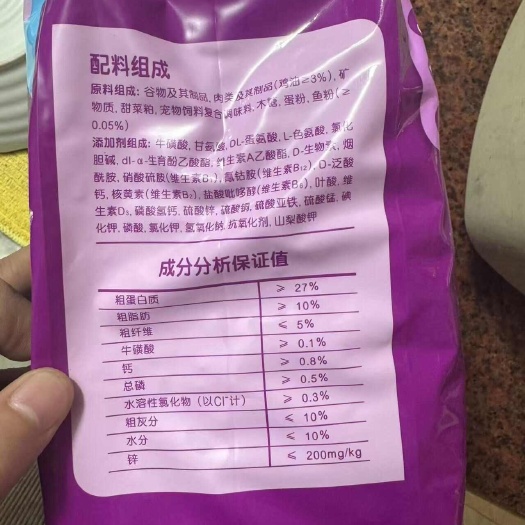 配料组成
原料组成: 谷物及其制品, 肉类及其制品(鸡油≥3%), 矿
物质, 甜菜粕, 宠物饲料复合调味料, 木薯, 蛋粉, 鱼粉(≥
0.05%)
添加剂组成: 牛磺酸, 甘氨酸, DL-蛋氨酸, L-色氨酸, 氯化
胆碱, dl-α-生育酚乙酸酯, 维生素A乙酸酯, D-生物素, 烟
酰胺, 硝酸硫胺(维生素B₁), 氰钴胺(维生素B₁₂), D-泛酸
钙, 核黄素(维生素B₂), 盐酸吡哆醇(维生素B₆), 叶酸, 维
生素D₃, 磷酸氢钙, 硫酸锌, 硫酸铜, 硫酸亚铁, 硫酸锰, 碘
化钾, 磷酸, 氯化钾, 氢氧化钠, 抗氧化剂, 山梨酸钾
成分分析保证值
粗蛋白质 ≥ 27%
粗脂肪 ≥ 10%
粗纤维 ≤ 5%
牛磺酸 ≥ 0.1%
钙 ≥ 0.8%
总磷 ≥ 0.5%
水溶性氯化物（以Cl⁻计） ≥ 0.3%
粗灰分 ≤ 10%
水分 ≤ 10%
锌 ≤ 200mg/kg